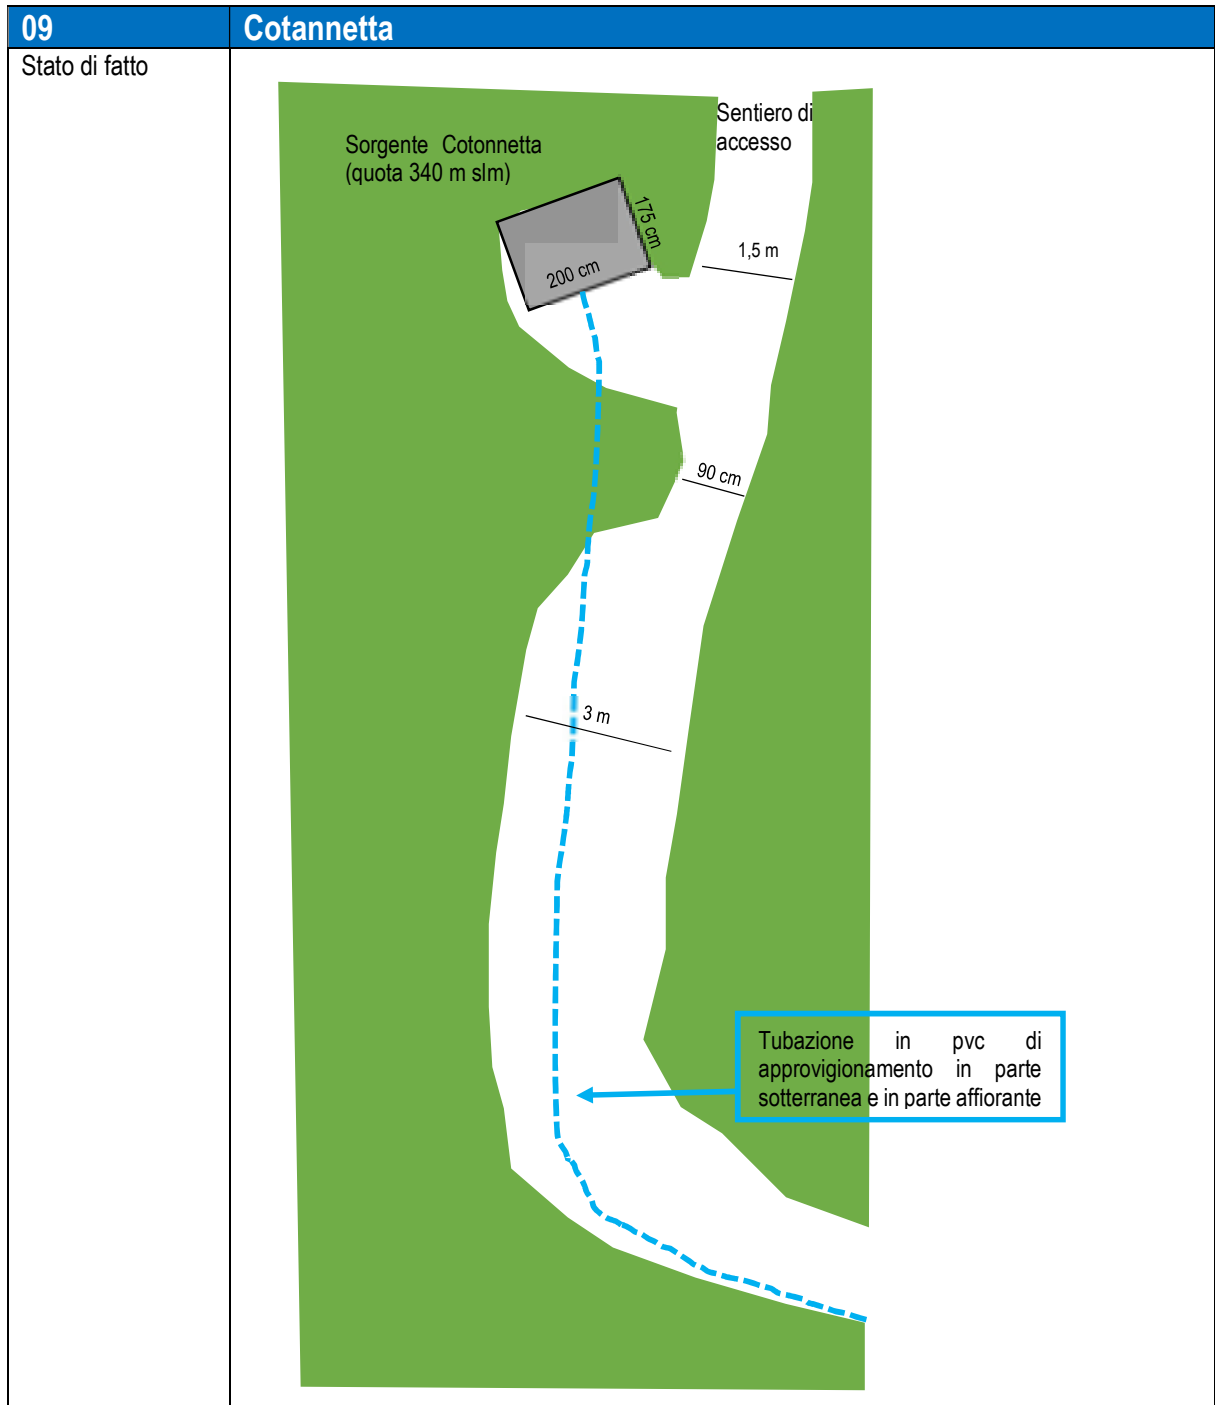 09
Cotannetta
Stato di fatto
Sentiero di
accesso
Sorgente Cotonnetta
(quota 340 m slm)
175 cm
1,5 m
200 cm
90 cm
3 m
Tubazione in pvc di
approvigionamento in parte
sotterranea e in parte affiorante